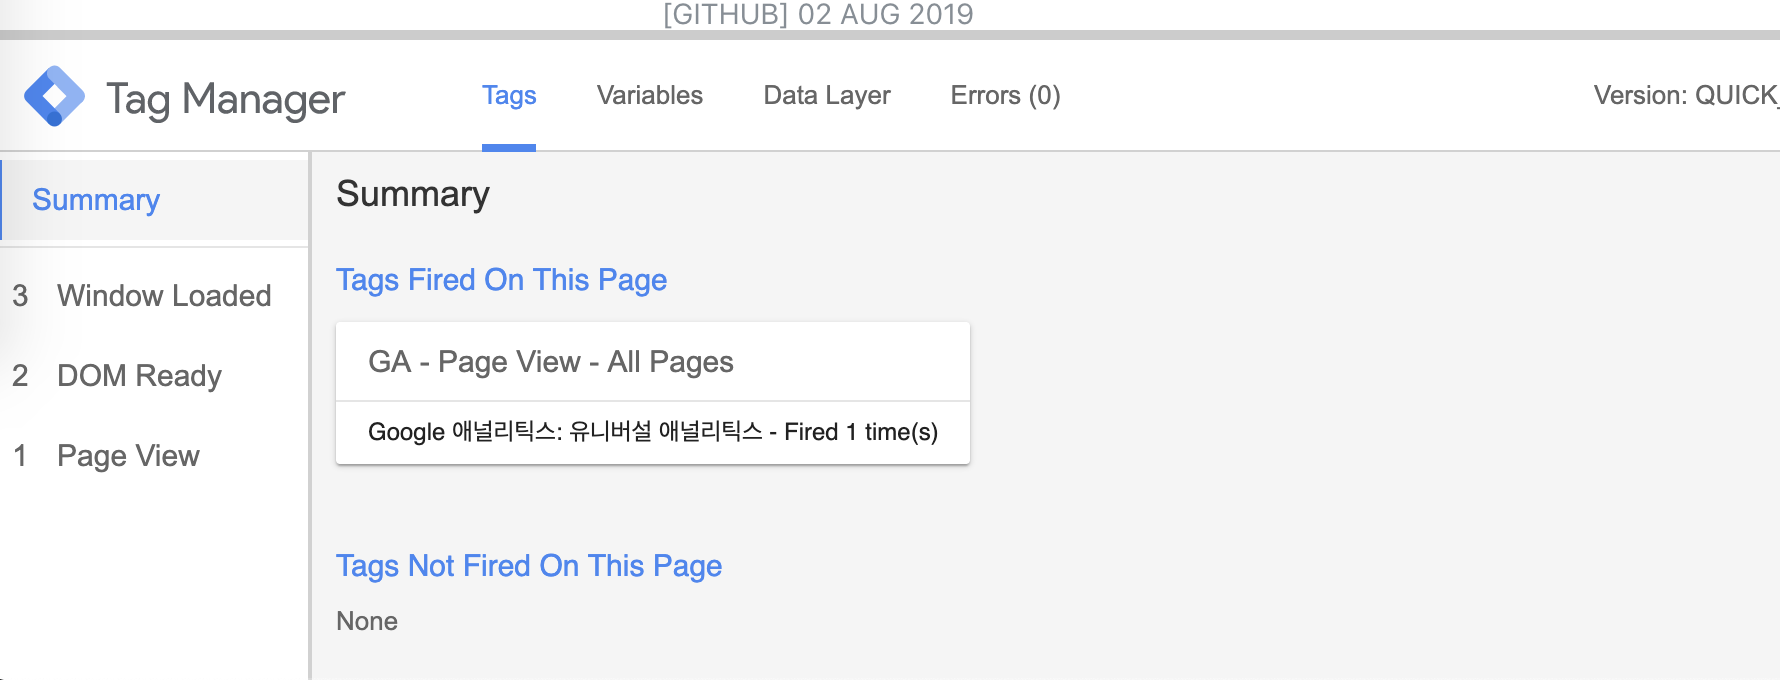 [GITHUB] 02 AUG 2019
Tag Manager
Tags
Variables
Data Layer
Errors (0)
Version: QUICK_
Summary
3 Window Loaded
2 DOM Ready
1 Page View
Summary
Tags Fired On This Page
GA - Page View - All Pages
Google 애널리틱스: 유니버설 애널리틱스 - Fired 1 time(s)
Tags Not Fired On This Page
None